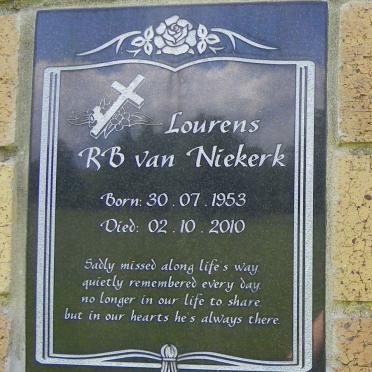 Lourens
RB van Niekerk
Born: 30 . 07 . 1953
Died: 02 . 10 . 2010
Sadly missed along life's way,
quietly remembered every day.
no longer in our life to share,
but in our hearts he's always there.